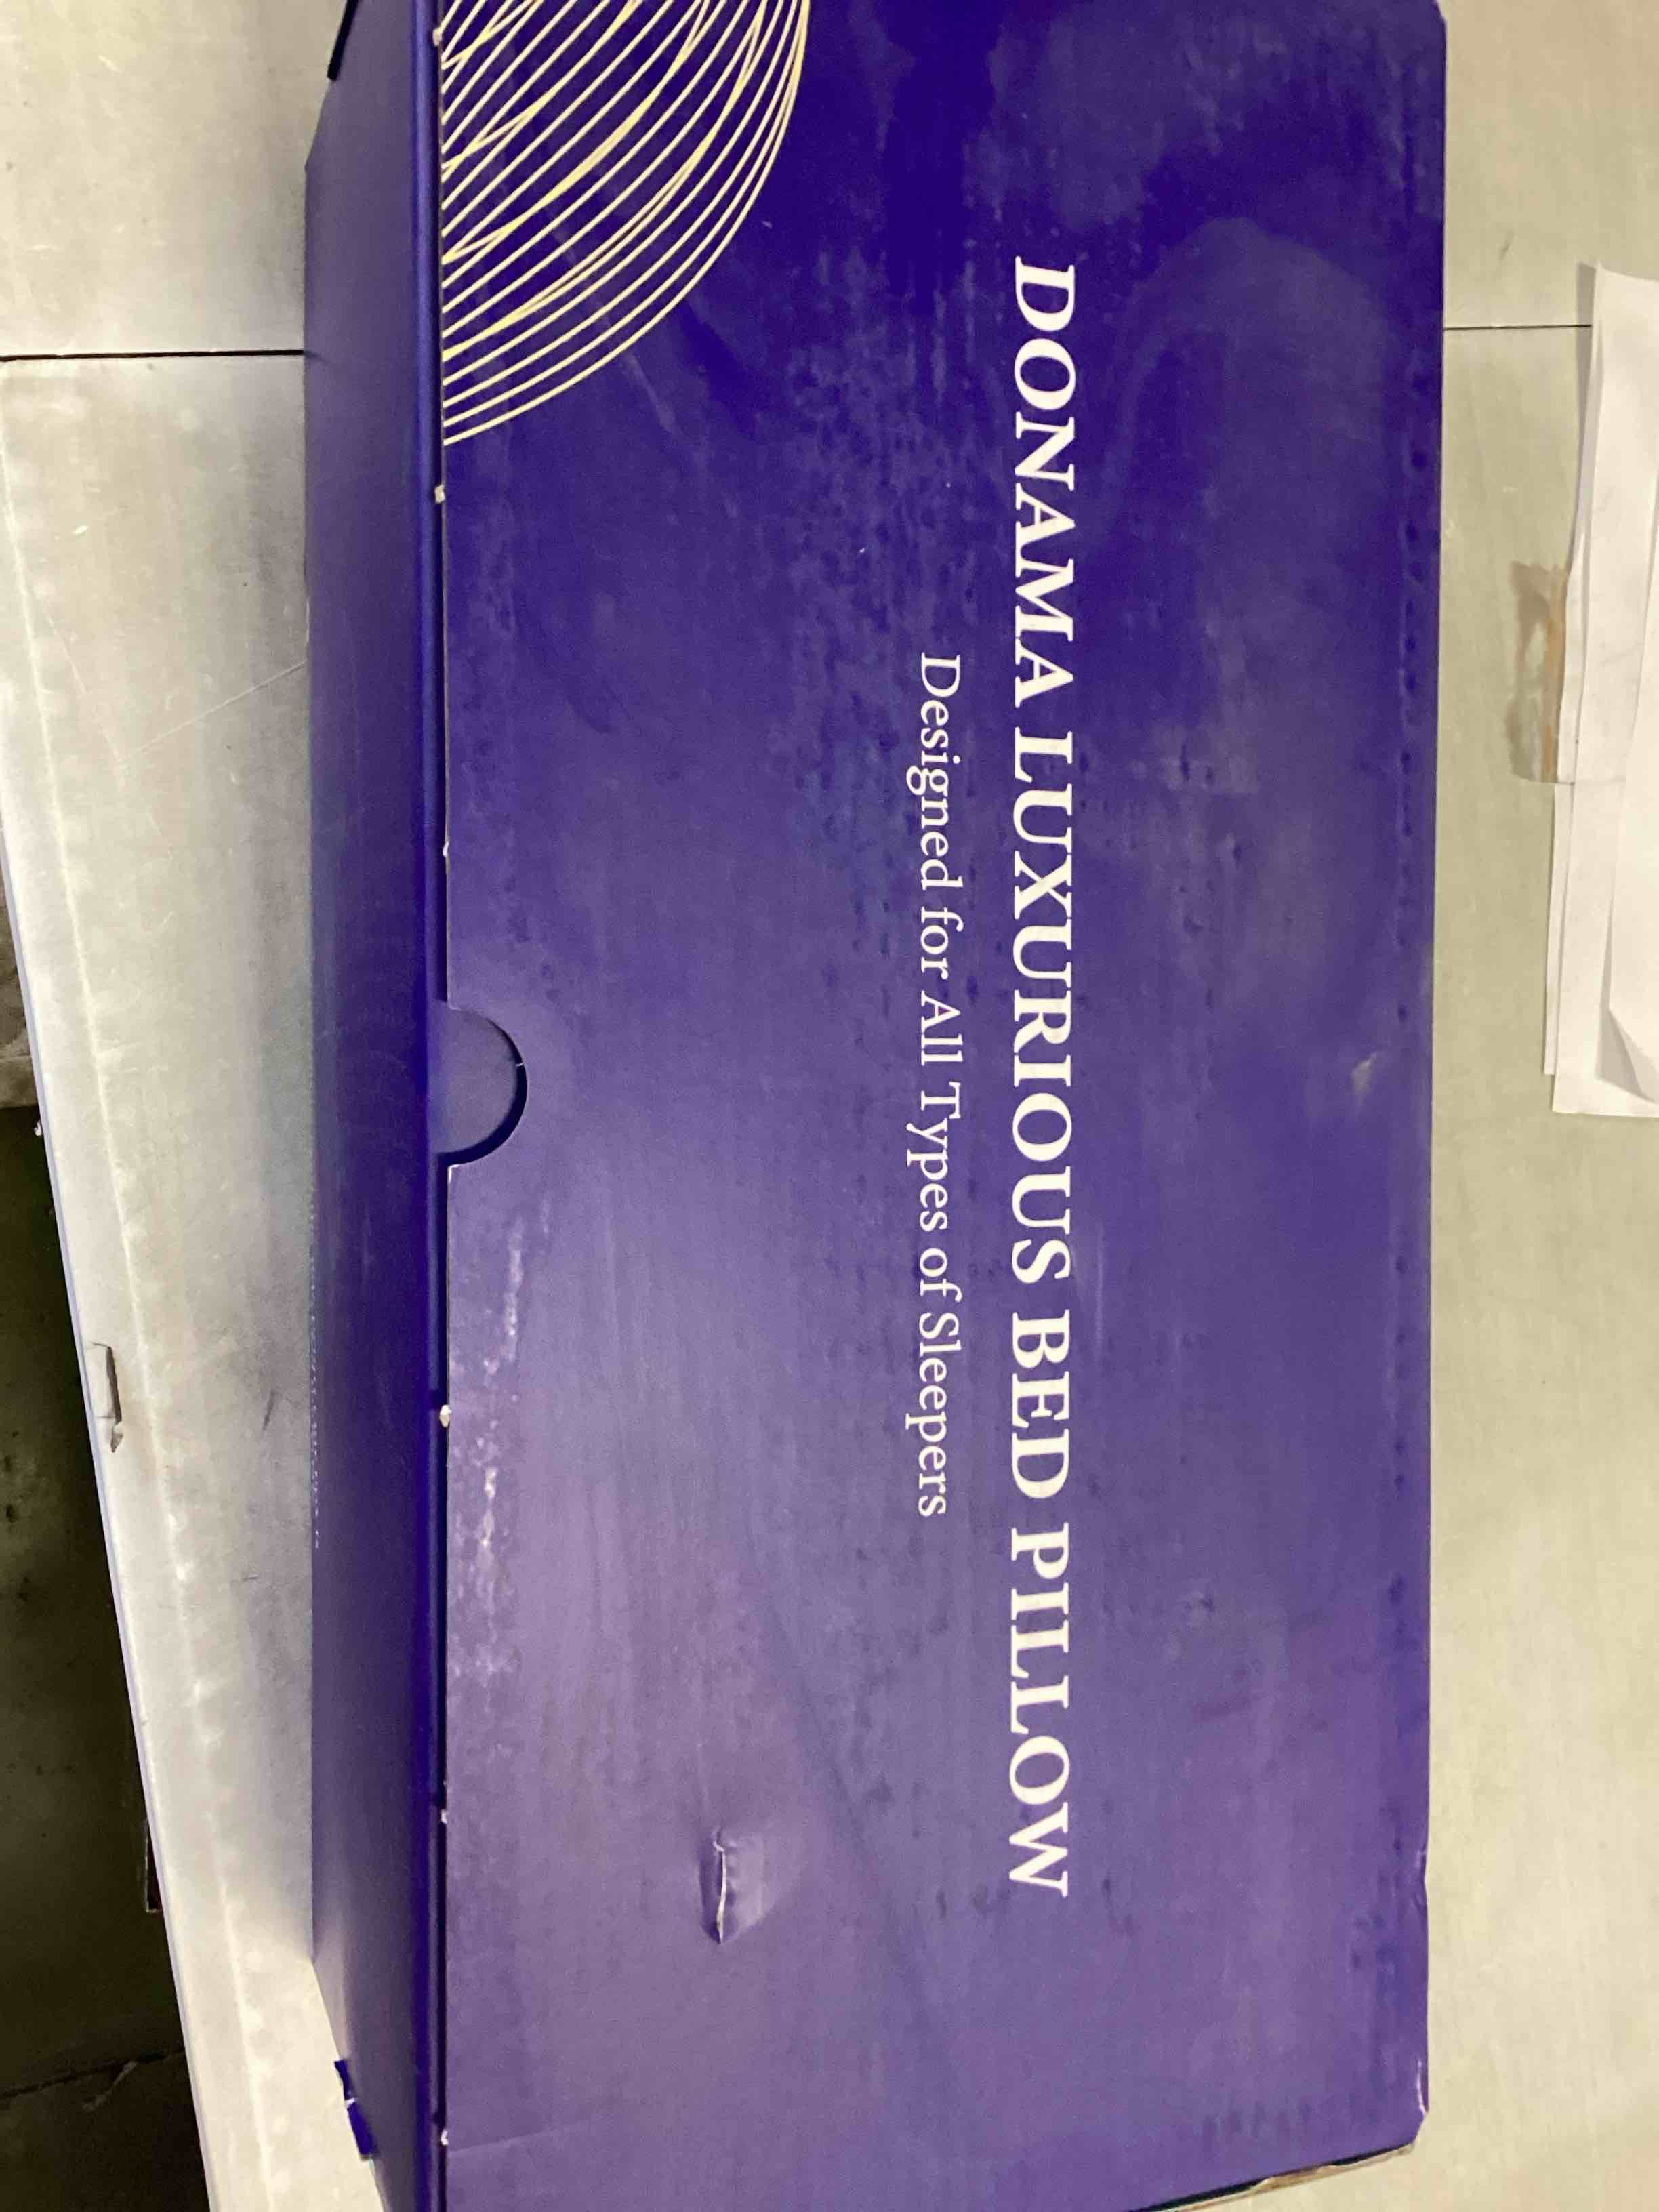 DONAMA LUXURIOUS BED PILLOW
Designed for All Types of Sleepers